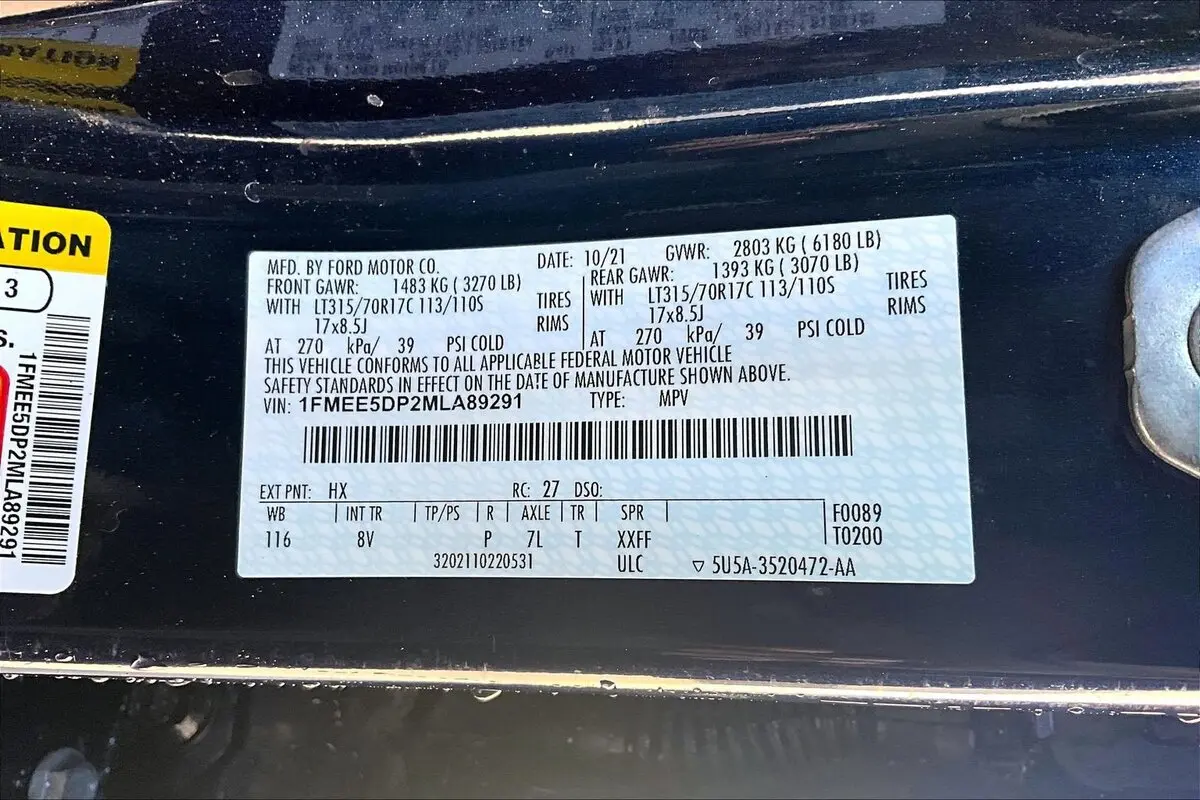 ATION
3
S.
1FMEE5DP2MLA89291
MFD. BY FORD MOTOR CO. DATE: 10/21 GVWR: 2803 KG ( 6180 LB)
FRONT GAWR: 1483 KG ( 3270 LB) REAR GAWR: 1393 KG ( 3070 LB)
WITH LT315/70R17C 113/110S TIRES WITH LT315/70R17C 113/110S TIRES
17x8.5J RIMS 17x8.5J RIMS
AT 270 kPa/ 39 PSI COLD AT 270 kPa/ 39 PSI COLD
THIS VEHICLE CONFORMS TO ALL APPLICABLE FEDERAL MOTOR VEHICLE
SAFETY STANDARDS IN EFFECT ON THE DATE OF MANUFACTURE SHOWN ABOVE.
VIN: 1FMEE5DP2MLA89291 TYPE: MPV
EXT PNT: HX RC: 27 DSO:
WB | INT TR | TP/PS | R | AXLE | TR | SPR | F0089
116 8V P 7L T XXFF T0200
3202110220531 ULC ▽ 5U5A-3520472-AA